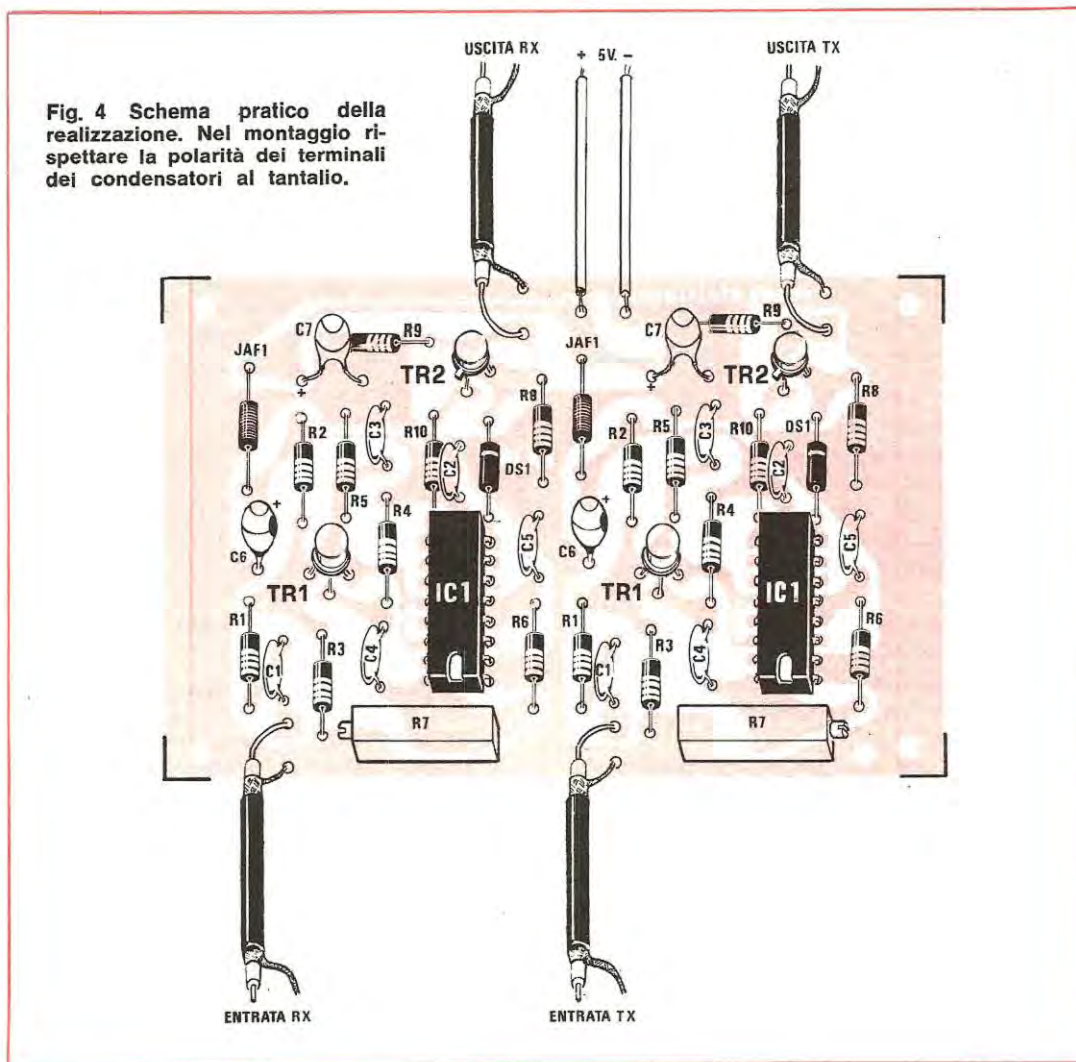 USCITA RX
+ 5V. -
USCITA TX
Fig. 4 Schema pratico della
realizzazione. Nel montaggio ri-
spettare la polarità dei terminali
dei condensatori al tantalio.
C7
R9
C7
R9
JAF1
TR2
JAF1
TR2
+
R8
+
R8
R2
C3
R10
R2
R5
C3
R10
DS1
C2
C2
DS1
R5
+
R4
+
R4
C5
C5
C6
C6
TR1
IC1
TR1
IC1
R1
R6
R1
R6
C1
R3
C4
C1
R3
C4
R7
R7
ENTRATA RX
ENTRATA TX